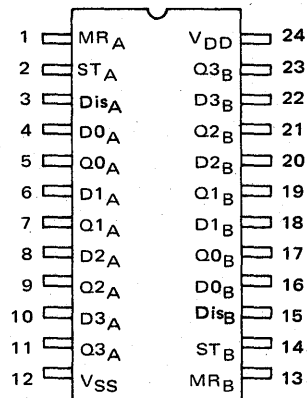 1 MRA VDD 24
2 STA Q3B 23
3 DisA D3B 22
4 D0A Q2B 21
5 Q0A D2B 20
6 D1A Q1B 19
7 Q1A D1B 18
8 D2A Q0B 17
9 Q2A D0B 16
10 D3A DisB 15
11 Q3A STB 14
12 VSS MRB 13